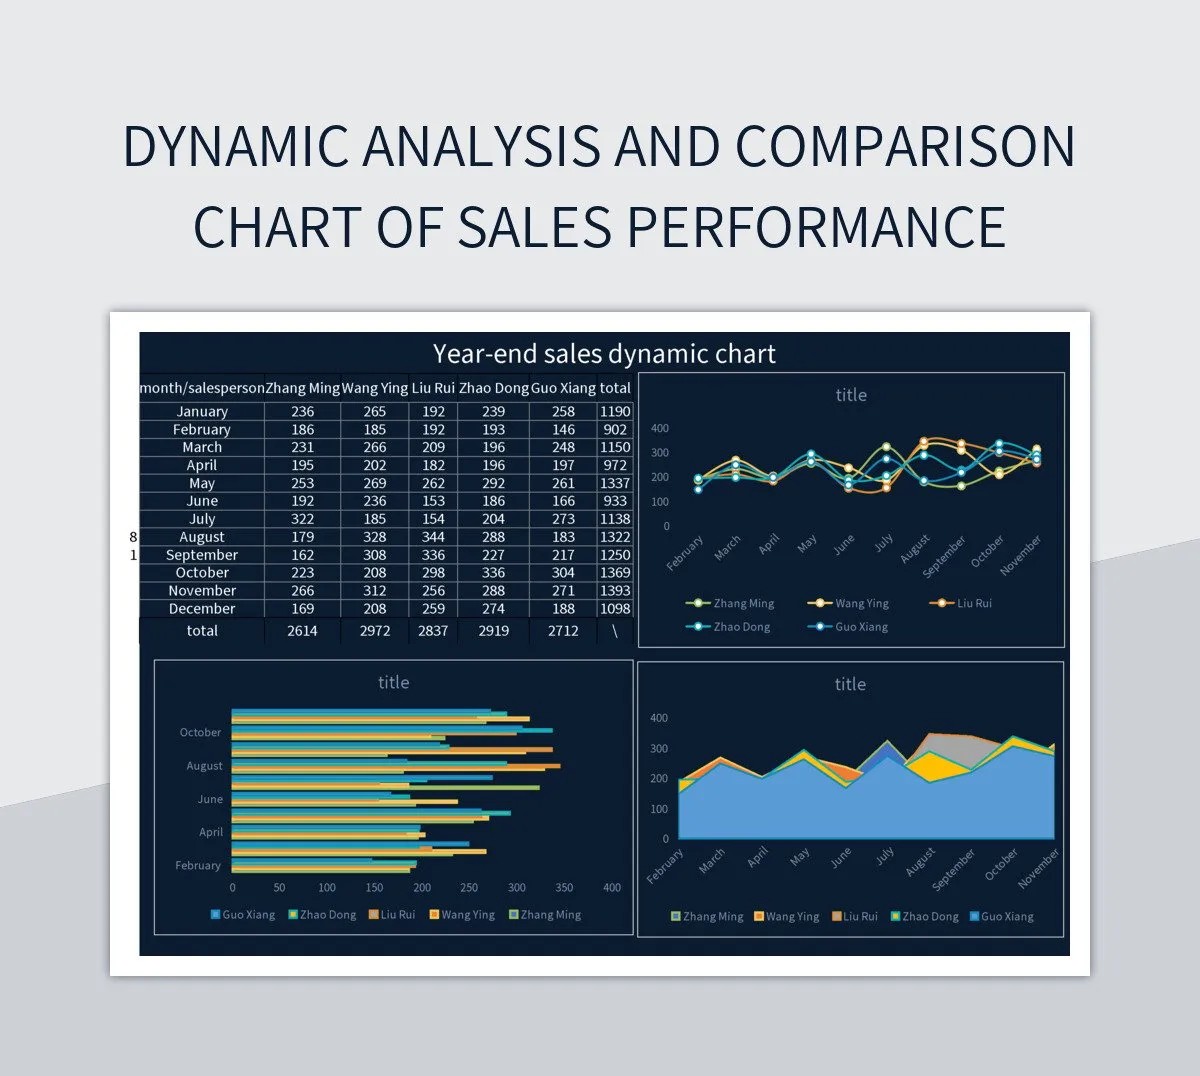 DYNAMIC ANALYSIS AND COMPARISON
CHART OF SALES PERFORMANCE
Year-end sales dynamic chart
month/salesperson Zhang Ming Wang Ying Liu Rui Zhao Dong Guo Xiang total
January 236 265 192 239 258 1190
February 186 185 192 193 146 902
March 231 266 209 196 248 1150
April 195 202 182 196 197 972
May 253 269 262 292 261 1337
June 192 236 153 186 166 933
July 322 185 154 204 273 1138
8 August 179 328 344 288 183 1322
1 September 162 308 336 227 217 1250
October 223 208 298 336 304 1369
November 266 312 256 288 271 1393
December 169 208 259 274 188 1098
total 2614 2972 2837 2919 2712 \
title
400
300
200
100
0
February March April May June July August September October November
Zhang Ming Wang Ying Liu Rui
Zhao Dong Guo Xiang
title
October
August
June
April
February
0 50 100 150 200 250 300 350 400
Guo Xiang Zhao Dong Liu Rui Wang Ying Zhang Ming
title
400
300
200
100
0
February March April May June July August September October November
Zhang Ming Wang Ying Liu Rui Zhao Dong Guo Xiang